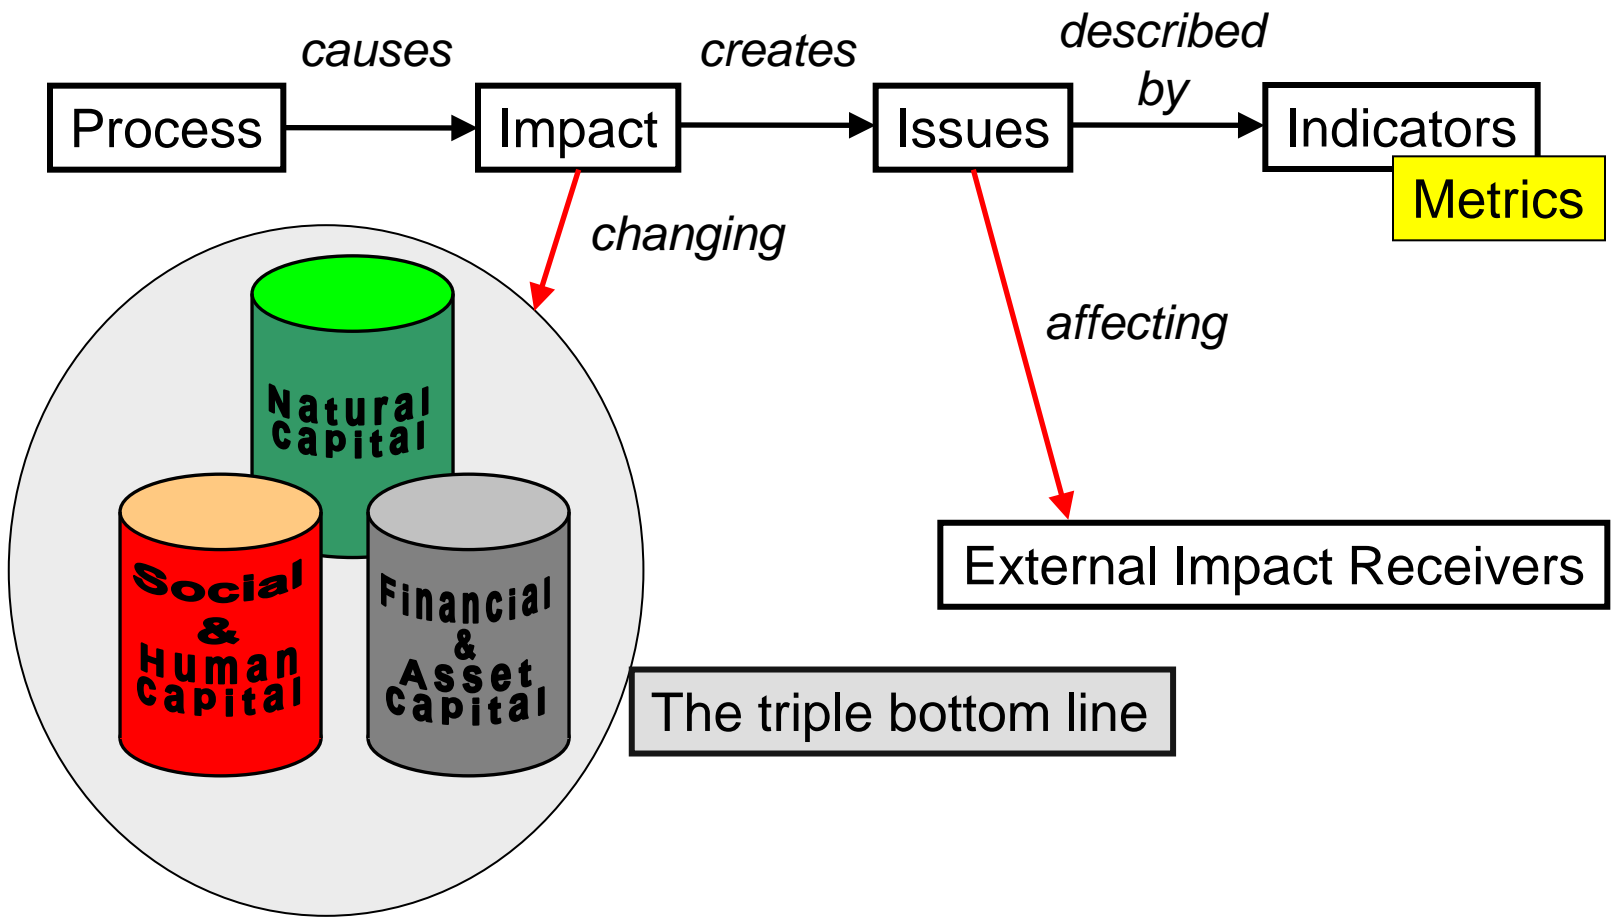 causes
creates
described
by
Process
Impact
Issues
Indicators
Metrics
changing
affecting
Natural
Capital
Social
&
Human
Capital
Financial
&
Asset
Capital
External Impact Receivers
The triple bottom line